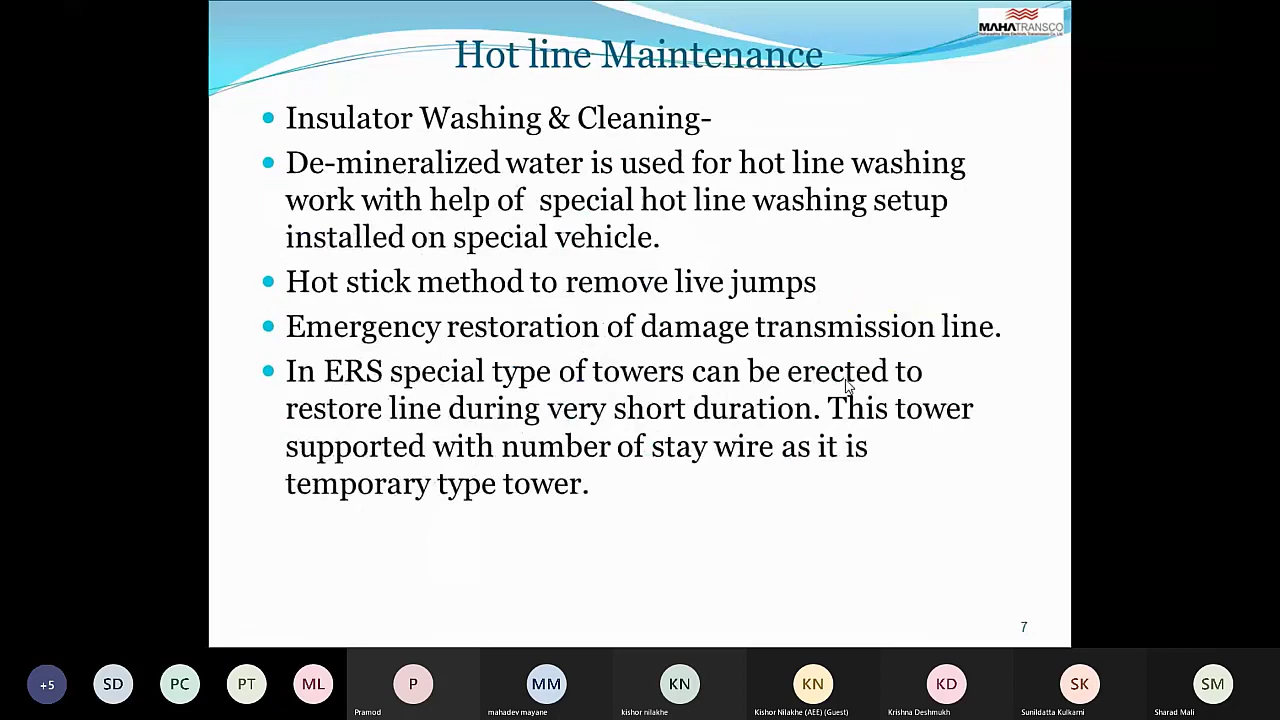 MAHATRANSCO
Hot line Maintenance
Insulator Washing & Cleaning-
De-mineralized water is used for hot line washing
work with help of special hot line washing setup
installed on special vehicle.
Hot stick method to remove live jumps
Emergency restoration of damage transmission line.
In ERS special type of towers can be erected to
restore line during very short duration. This tower
supported with number of stay wire as it is
temporary type tower.
7
+5 SD PC PT ML P MM KN KN KD SK SM
Pramod mahadev mayane kishor nilakhe Kishor Nilakhe (AEE) (Guest) Krishna Deshmukh Sunildatta Kulkarni Sharad Mali